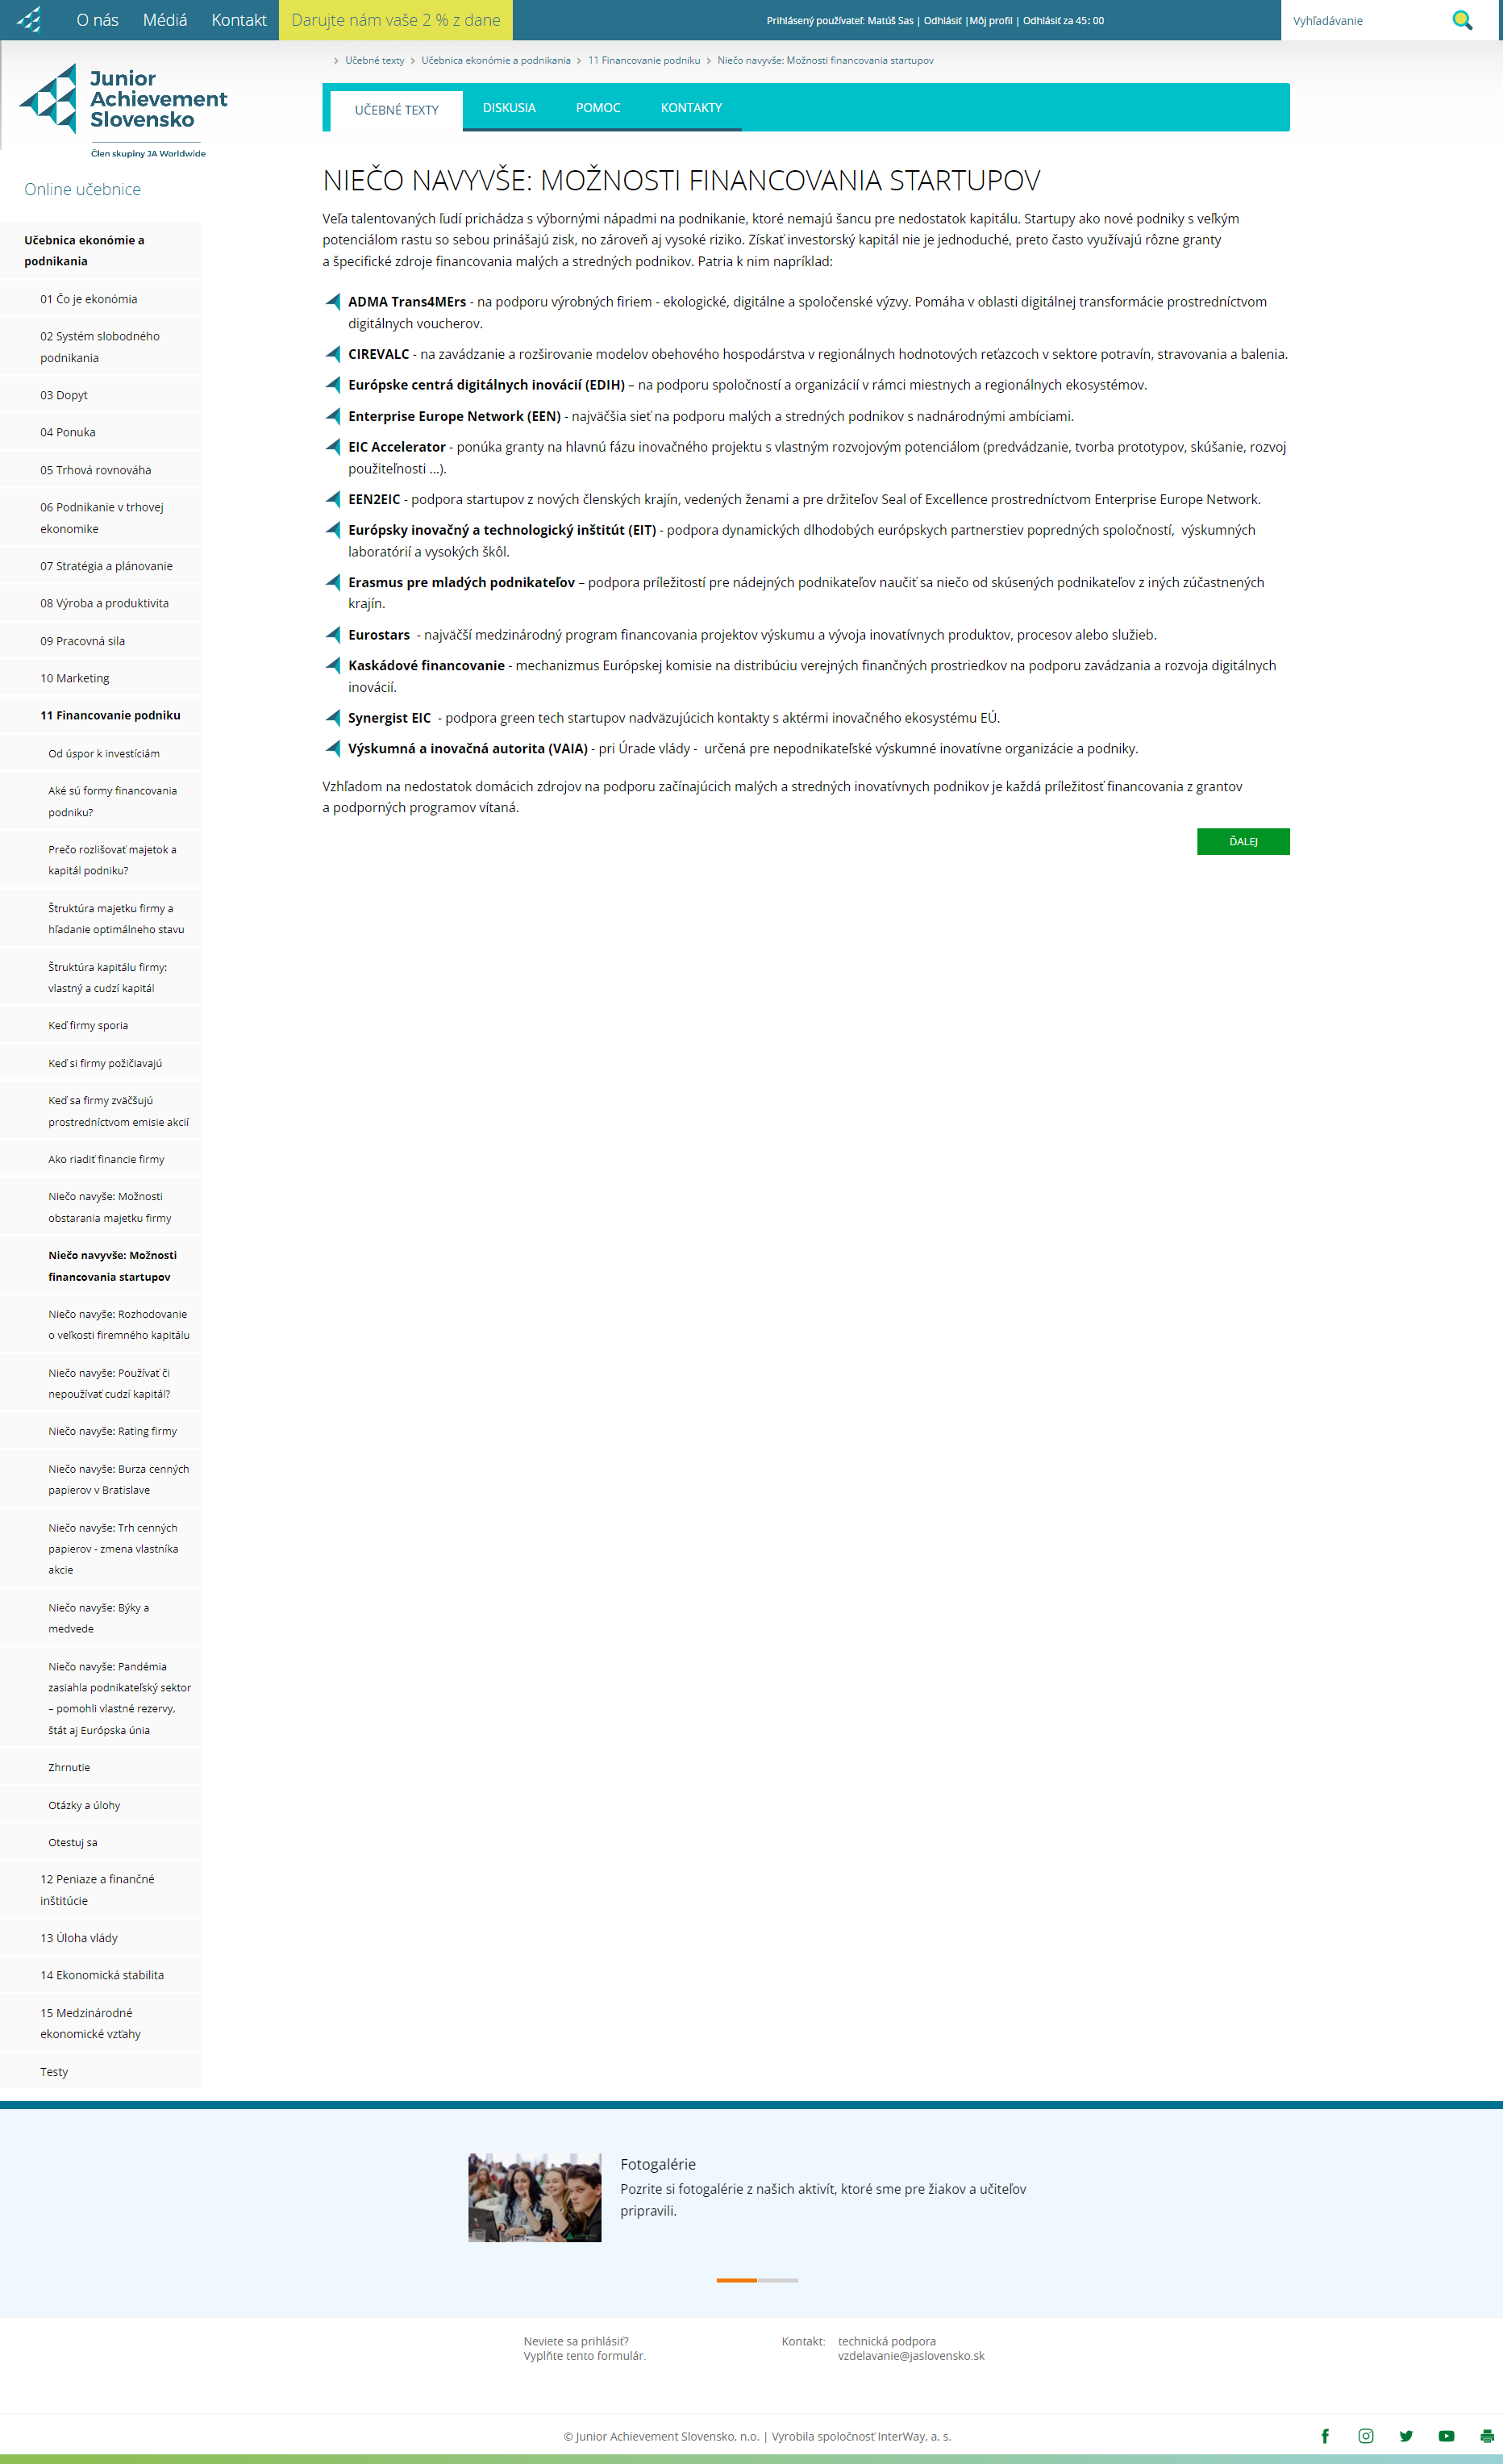 O nás Médiá Kontakt Darujte nám vaše 2 % z dane Prihlásený používateľ: Matúš Sas | Odhlásiť |Môj profil | Odhlásiť za 45: 00 Vyhľadávanie
Učebné texty Učebnica ekonómie a podnikania 11 Financovanie podniku Niečo navyvše: Možnosti financovania startupov
Junior
Achievement
Slovensko
Člen skupiny JA Worldwide
UČEBNÉ TEXTY DISKUSIA POMOC KONTAKTY
Online učebnice
Učebnica ekonómie a
podnikania
01 Čo je ekonómia
02 Systém slobodného
podnikania
03 Dopyt
04 Ponuka
05 Trhová rovnováha
06 Podnikanie v trhovej
ekonomike
07 Stratégia a plánovanie
08 Výroba a produktivita
09 Pracovná sila
10 Marketing
11 Financovanie podniku
Od úspor k investíciám
Aké sú formy financovania
podniku?
Prečo rozlišovať majetok a
kapitál podniku?
Štruktúra majetku firmy a
hľadanie optimálneho stavu
Štruktúra kapitálu firmy:
vlastný a cudzí kapitál
Keď firmy sporia
Keď si firmy požičiavajú
Keď sa firmy zväčšujú
prostredníctvom emisie akcií
Ako riadiť financie firmy
Niečo navyše: Možnosti
obstarania majetku firmy
Niečo navyvše: Možnosti
financovania startupov
Niečo navyše: Rozhodovanie
o veľkosti firemného kapitálu
Niečo navyše: Používať či
nepoužívať cudzí kapitál?
Niečo navyše: Rating firmy
Niečo navyše: Burza cenných
papierov v Bratislave
Niečo navyše: Trh cenných
papierov - zmena vlastníka
akcie
Niečo navyše: Býky a
medvede
Niečo navyše: Pandémia
zasiahla podnikateľský sektor
– pomohli vlastné rezervy,
štát aj Európska únia
Zhrnutie
Otázky a úlohy
Otestuj sa
12 Peniaze a finančné
inštitúcie
13 Úloha vlády
14 Ekonomická stabilita
15 Medzinárodné
ekonomické vzťahy
Testy
NIEČO NAVYVŠE: MOŽNOSTI FINANCOVANIA STARTUPOV
Veľa talentovaných ľudí prichádza s výbornými nápadmi na podnikanie, ktoré nemajú šancu pre nedostatok kapitálu. Startupy ako nové podniky s veľkým
potenciálom rastu so sebou prinášajú zisk, no zároveň aj vysoké riziko. Získať investorský kapitál nie je jednoduché, preto často využívajú rôzne granty
a špecifické zdroje financovania malých a stredných podnikov. Patria k nim napríklad:
ADMA Trans4MErs - na podporu výrobných firiem - ekologické, digitálne a spoločenské výzvy. Pomáha v oblasti digitálnej transformácie prostredníctvom
digitálnych voucherov.
CIREVALC - na zavádzanie a rozširovanie modelov obehového hospodárstva v regionálnych hodnotových reťazcoch v sektore potravín, stravovania a balenia.
Európske centrá digitálnych inovácií (EDIH) – na podporu spoločností a organizácií v rámci miestnych a regionálnych ekosystémov.
Enterprise Europe Network (EEN) - najväčšia sieť na podporu malých a stredných podnikov s nadnárodnými ambíciami.
EIC Accelerator - ponúka granty na hlavnú fázu inovačného projektu s vlastným rozvojovým potenciálom (predvádzanie, tvorba prototypov, skúšanie, rozvoj
použiteľnosti ...).
EEN2EIC - podpora startupov z nových členských krajín, vedených ženami a pre držiteľov Seal of Excellence prostredníctvom Enterprise Europe Network.
Európsky inovačný a technologický inštitút (EIT) - podpora dynamických dlhodobých európskych partnerstiev popredných spoločností,  výskumných
laboratórií a vysokých škôl.
Erasmus pre mladých podnikateľov – podpora príležitostí pre nádejných podnikateľov naučiť sa niečo od skúsených podnikateľov z iných zúčastnených
krajín.
Eurostars  - najväčší medzinárodný program financovania projektov výskumu a vývoja inovatívnych produktov, procesov alebo služieb.
Kaskádové financovanie - mechanizmus Európskej komisie na distribúciu verejných finančných prostriedkov na podporu zavádzania a rozvoja digitálnych
inovácií.
Synergist EIC  - podpora green tech startupov nadväzujúcich kontakty s aktérmi inovačného ekosystému EÚ.
Výskumná a inovačná autorita (VAIA) - pri Úrade vlády -  určená pre nepodnikateľské výskumné inovatívne organizácie a podniky.
Vzhľadom na nedostatok domácich zdrojov na podporu začínajúcich malých a stredných inovatívnych podnikov je každá príležitosť financovania z grantov
a podporných programov vítaná.
ĎALEJ
Fotogalérie
Pozrite si fotogalérie z našich aktivít, ktoré sme pre žiakov a učiteľov
pripravili.
Neviete sa prihlásiť?
Vyplňte tento formulár.
Kontakt: technická podpora
vzdelavanie@jaslovensko.sk
© Junior Achievement Slovensko, n.o. | Vyrobila spoločnosť InterWay, a. s.